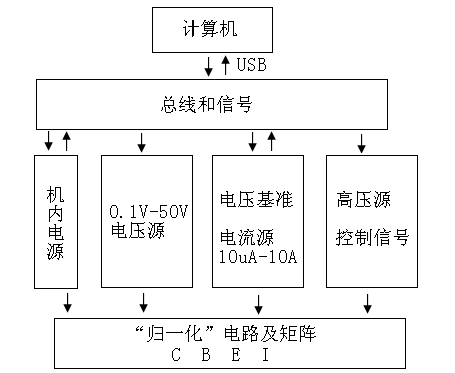 计算机
USB
总线和信号
机内电源
0.1V-50V
电压源
电压基准
电流源
10uA-10A
高压源
控制信号
“归一化”电路及矩阵
C B E I